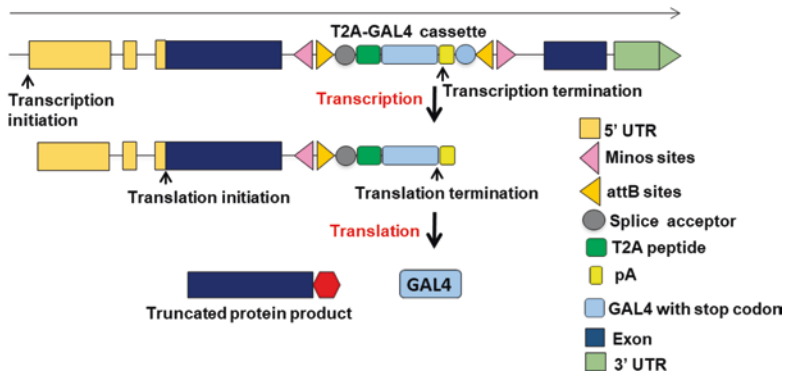 T2A-GAL4 cassette
Transcription
initiation
Transcription
Transcription termination
Translation initiation
Translation termination
Translation
GAL4
Truncated protein product
5' UTR
Minos sites
attB sites
Splice acceptor
T2A peptide
pA
GAL4 with stop codon
Exon
3' UTR